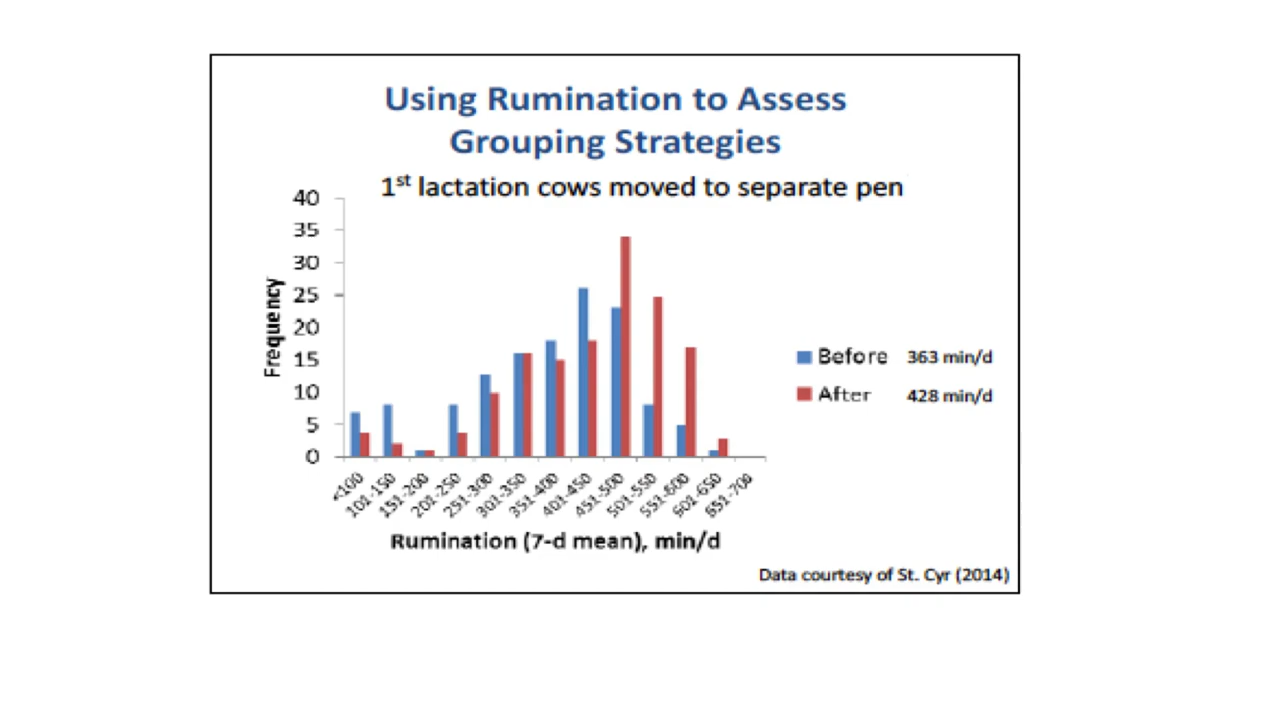 Using Rumination to Assess
Grouping Strategies
1st lactation cows moved to separate pen
40
35
30
25
20
15
10
5
0
Frequency
<100
101-150
151-200
201-250
251-300
301-350
351-400
401-450
451-500
501-550
551-600
601-650
651-700
Rumination (7-d mean), min/d
Before 363 min/d
After 428 min/d
Data courtesy of St. Cyr (2014)